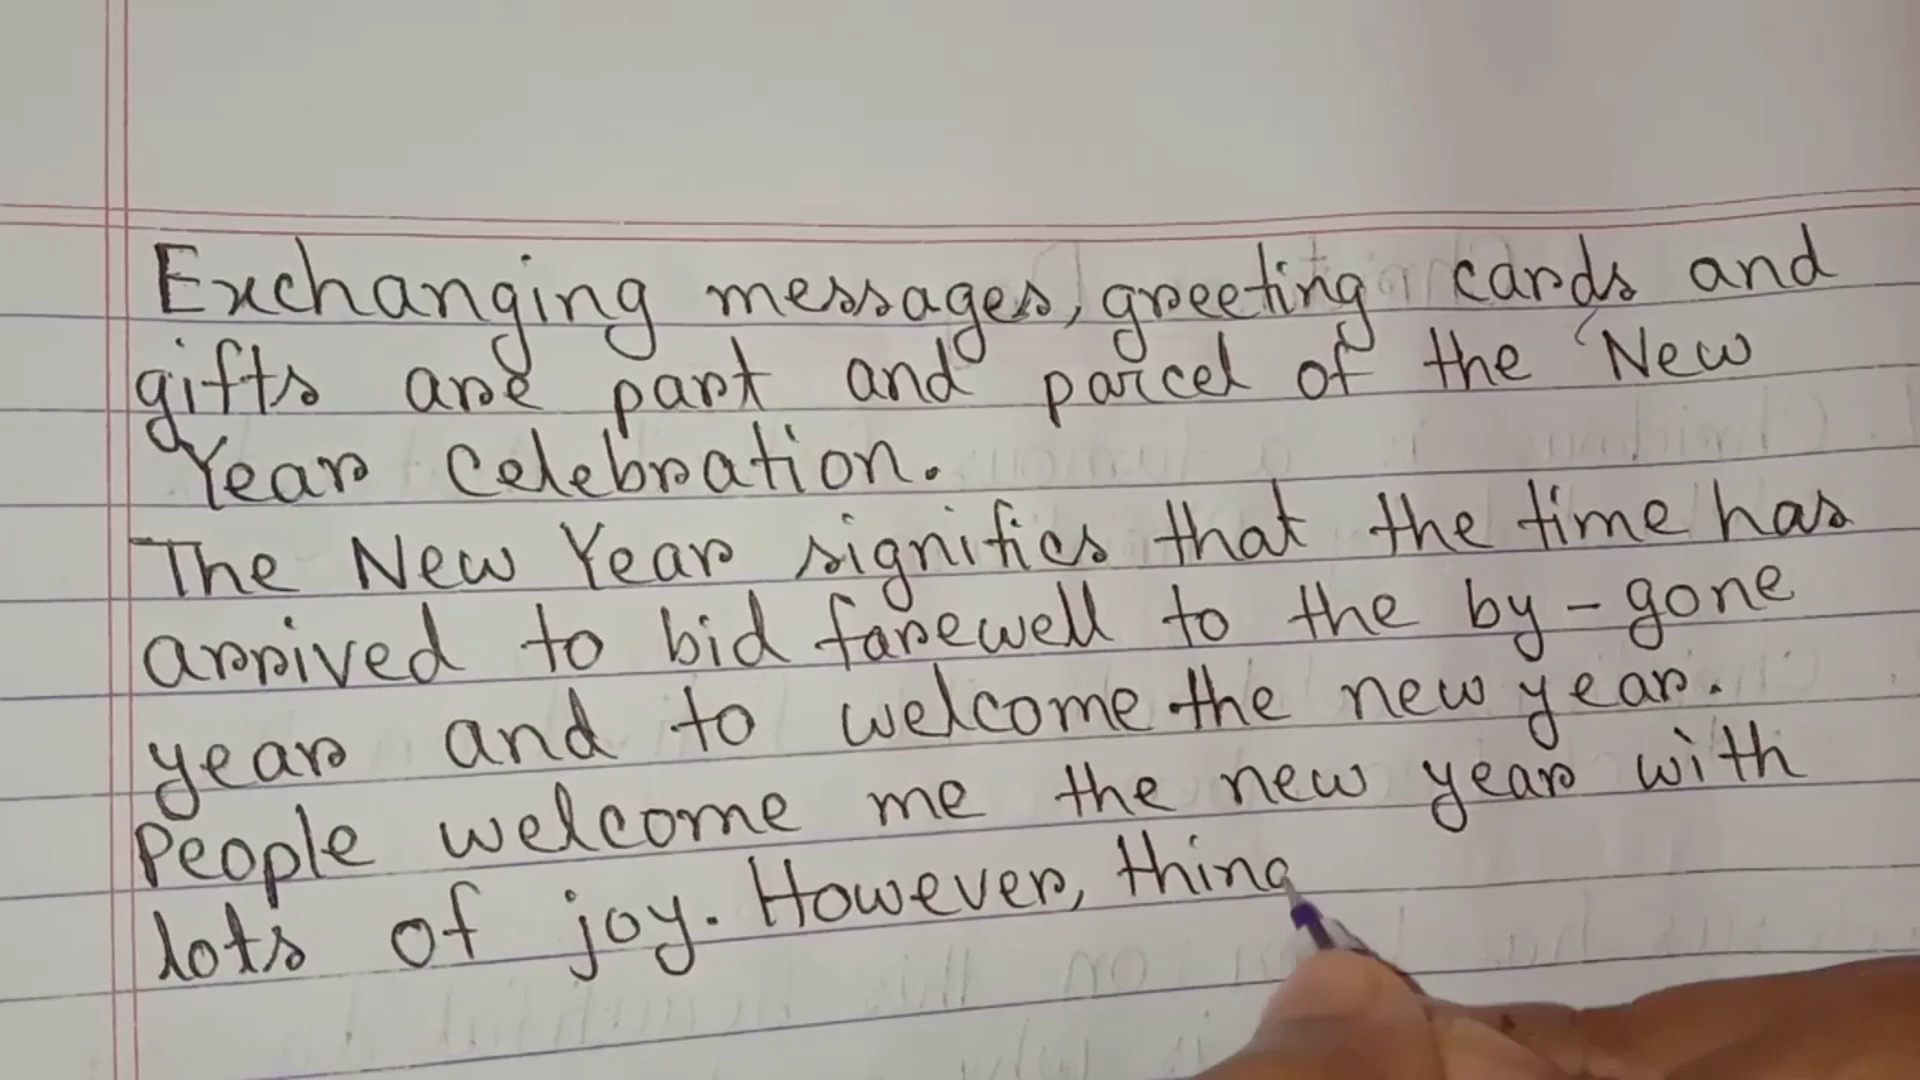 Exchanging messages, greeting cards and
gifts are part and parcel of the New
Year Celebration.
The New Year signifies that the time has
arrived to bid farewell to the by-gone
year and to welcome the new year.
People welcome me the new year with
lots of joy. However, thing